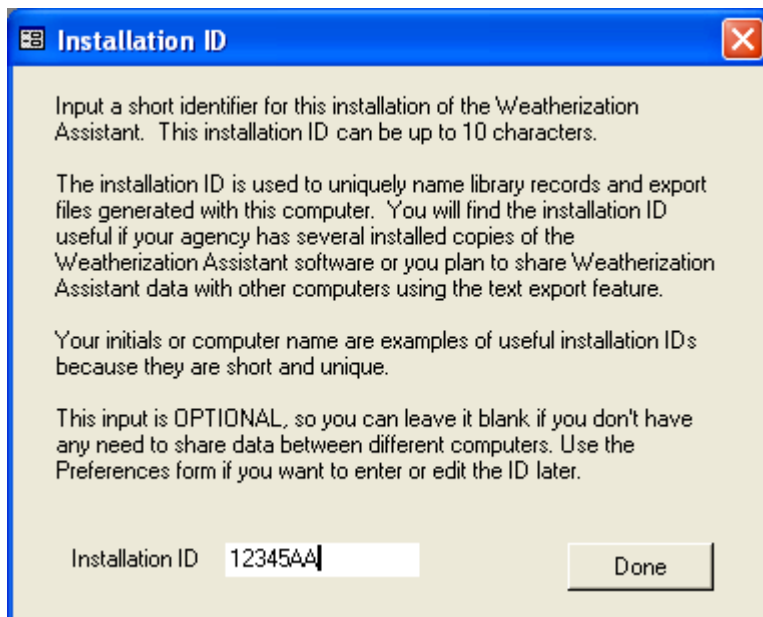 Installation ID
Input a short identifier for this installation of the Weatherization
Assistant. This installation ID can be up to 10 characters.
The installation ID is used to uniquely name library records and export
files generated with this computer. You will find the installation ID
useful if your agency has several installed copies of the
Weatherization Assistant software or you plan to share Weatherization
Assistant data with other computers using the text export feature.
Your initials or computer name are examples of useful installation IDs
because they are short and unique.
This input is OPTIONAL, so you can leave it blank if you don't have
any need to share data between different computers. Use the
Preferences form if you want to enter or edit the ID later.
Installation ID 12345AA Done